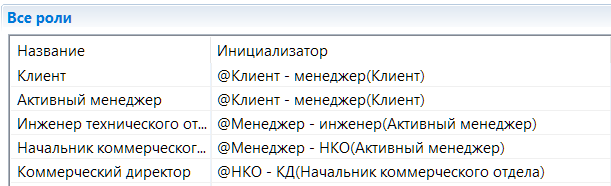 Все роли
Название Инициализатор
Клиент @Клиент - менеджер(Клиент)
Активный менеджер @Клиент - менеджер(Клиент)
Инженер технического от... @Менеджер - инженер(Активный менеджер)
Начальник коммерческог... @Менеджер - НКО(Активный менеджер)
Коммерческий директор @НКО - КД(Начальник коммерческого отдела)